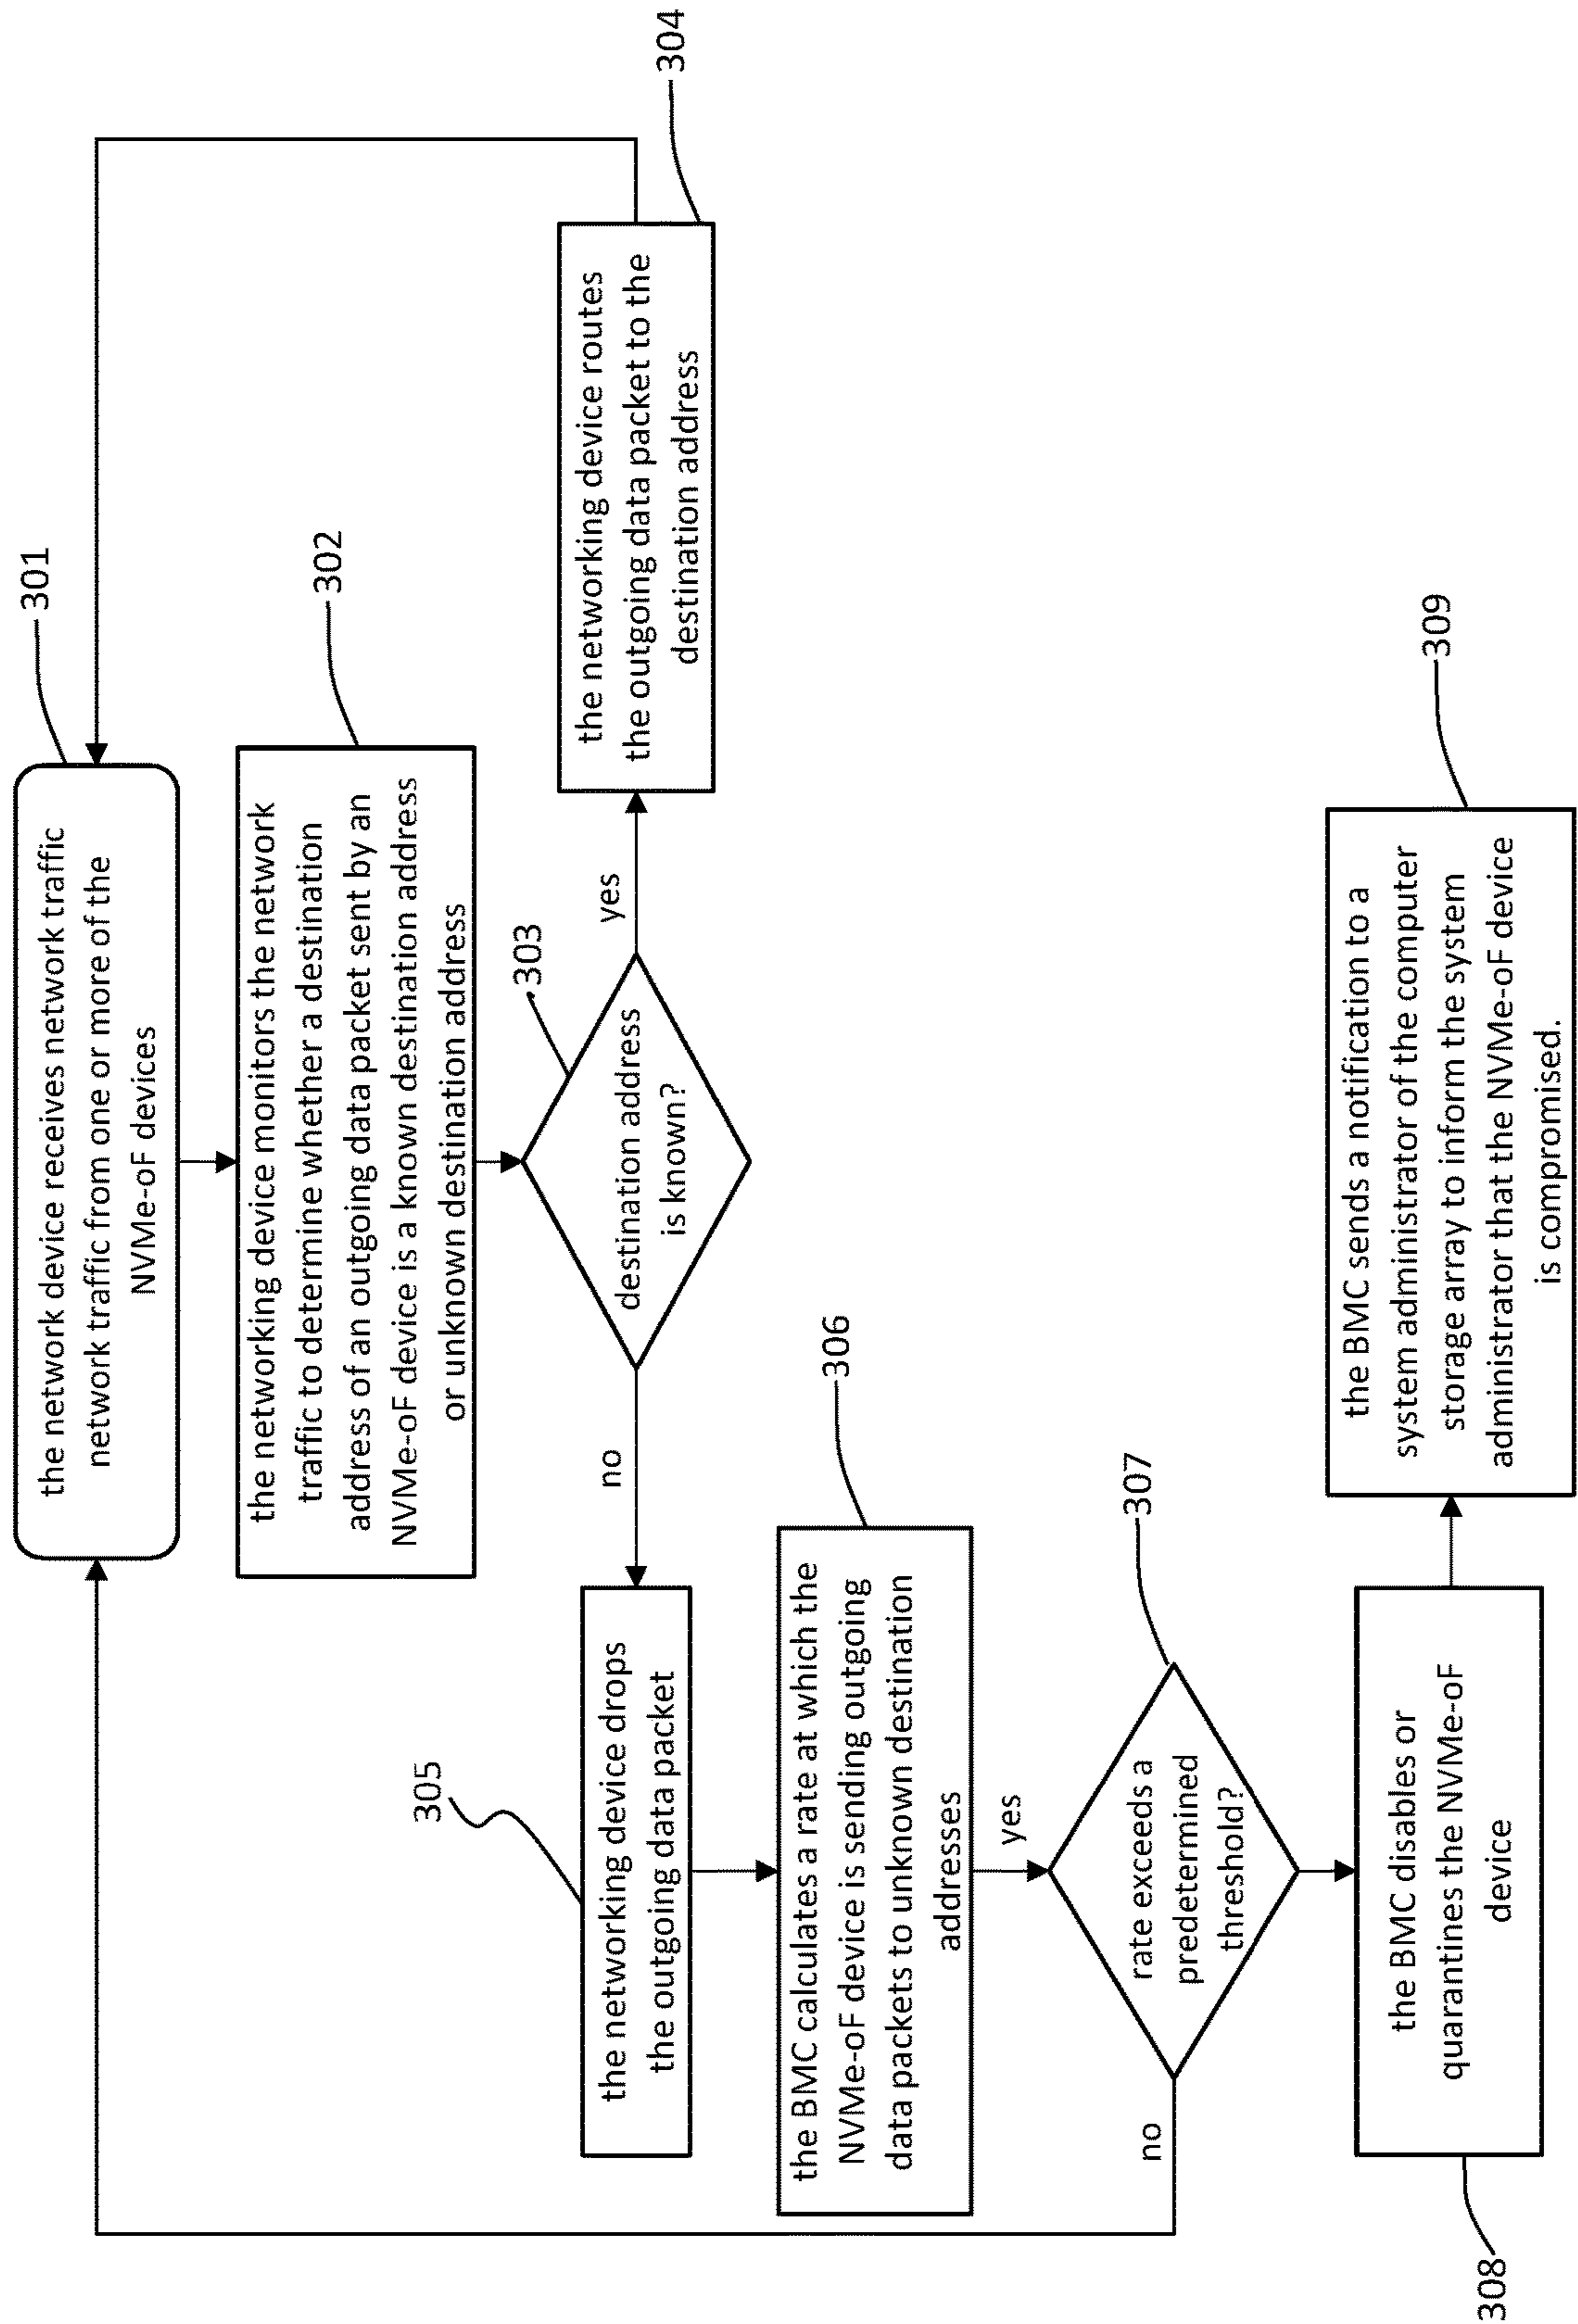 301
the network device receives network traffic
network traffic from one or more of the
NVMe-oF devices
302
the networking device monitors the network
traffic to determine whether a destination
address of an outgoing data packet sent by an
NVMe-oF device is a known destination address
or unknown destination address
303
destination address
is known?
yes
304
the networking device routes
the outgoing data packet to the
destination address
no
305
the networking device drops
the outgoing data packet
306
the BMC calculates a rate at which the
NVMe-oF device is sending outgoing
data packets to unknown destination
addresses
yes
307
rate exceeds a
predetermined
threshold?
no
308
the BMC disables or
quarantines the NVMe-oF
device
309
the BMC sends a notification to a
system administrator of the computer
storage array to inform the system
administrator that the NVMe-oF device
is compromised.